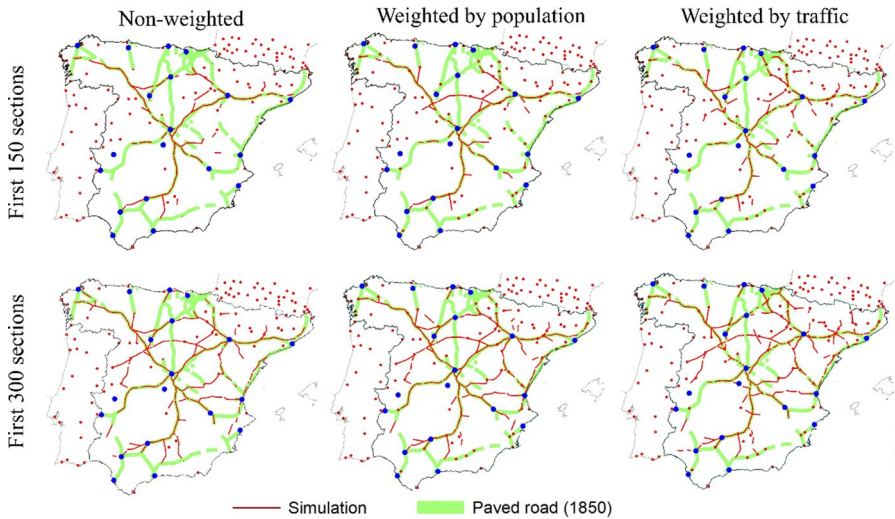 Non-weighted
Weighted by population
Weighted by traffic
First 150 sections
First 300 sections
Simulation
Paved road (1850)